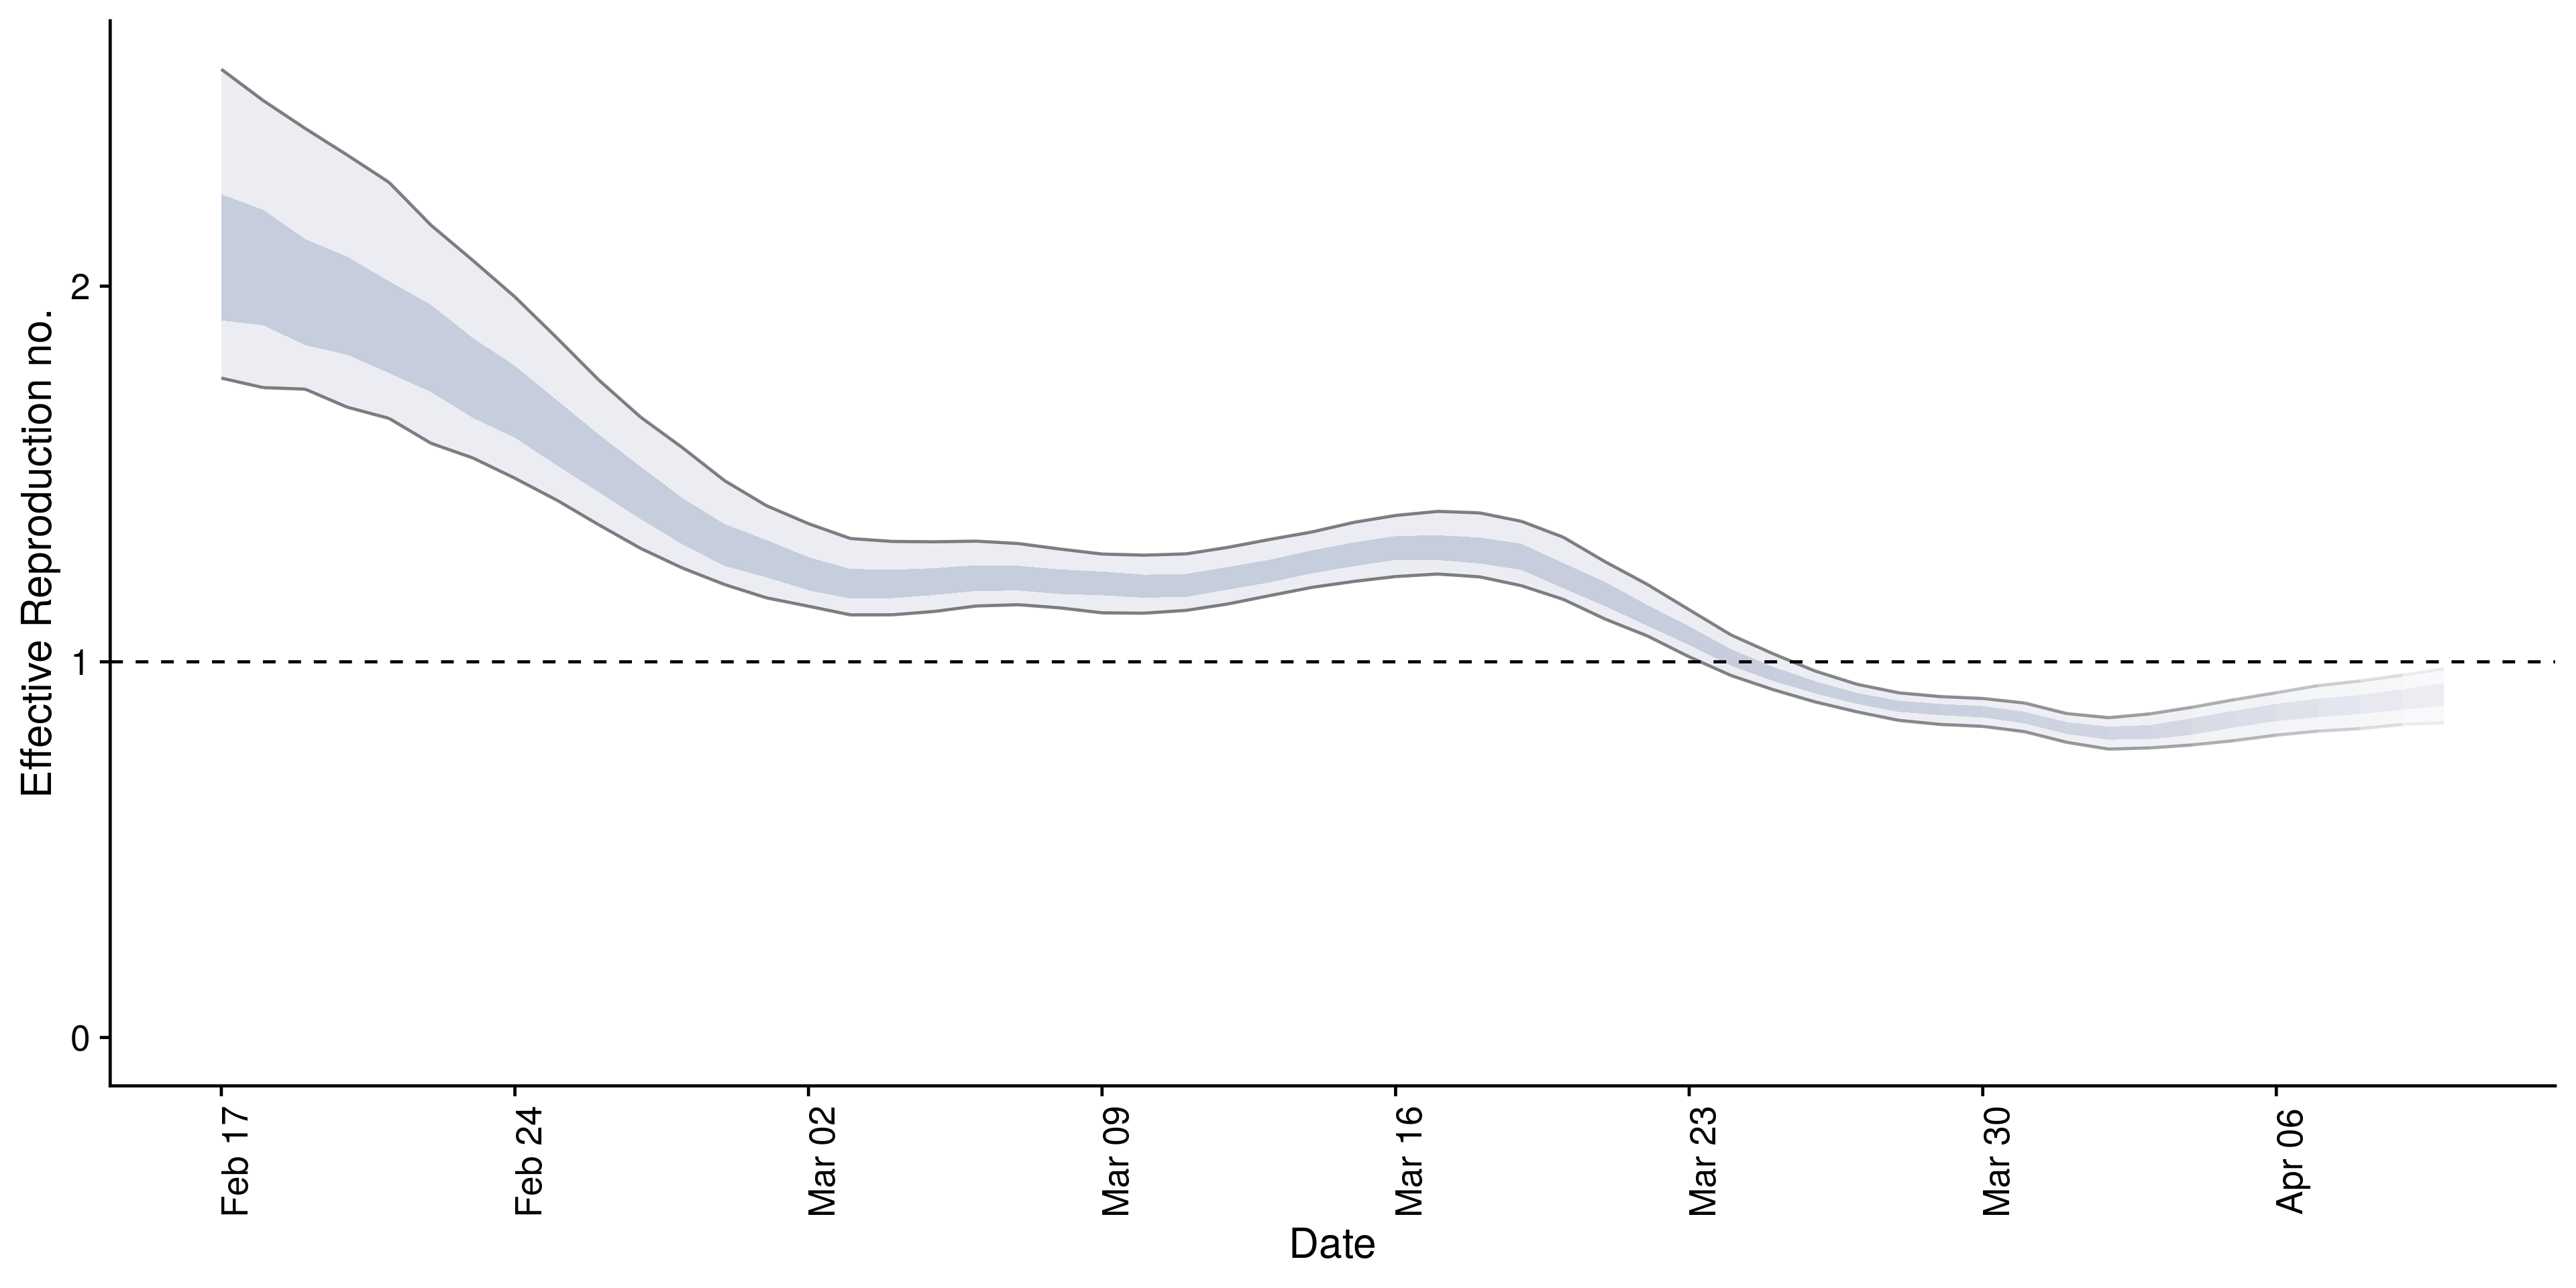 Effective Reproduction no.
2
1
0
Feb 17
Feb 24
Mar 02
Mar 09
Mar 16
Mar 23
Mar 30
Apr 06
Date